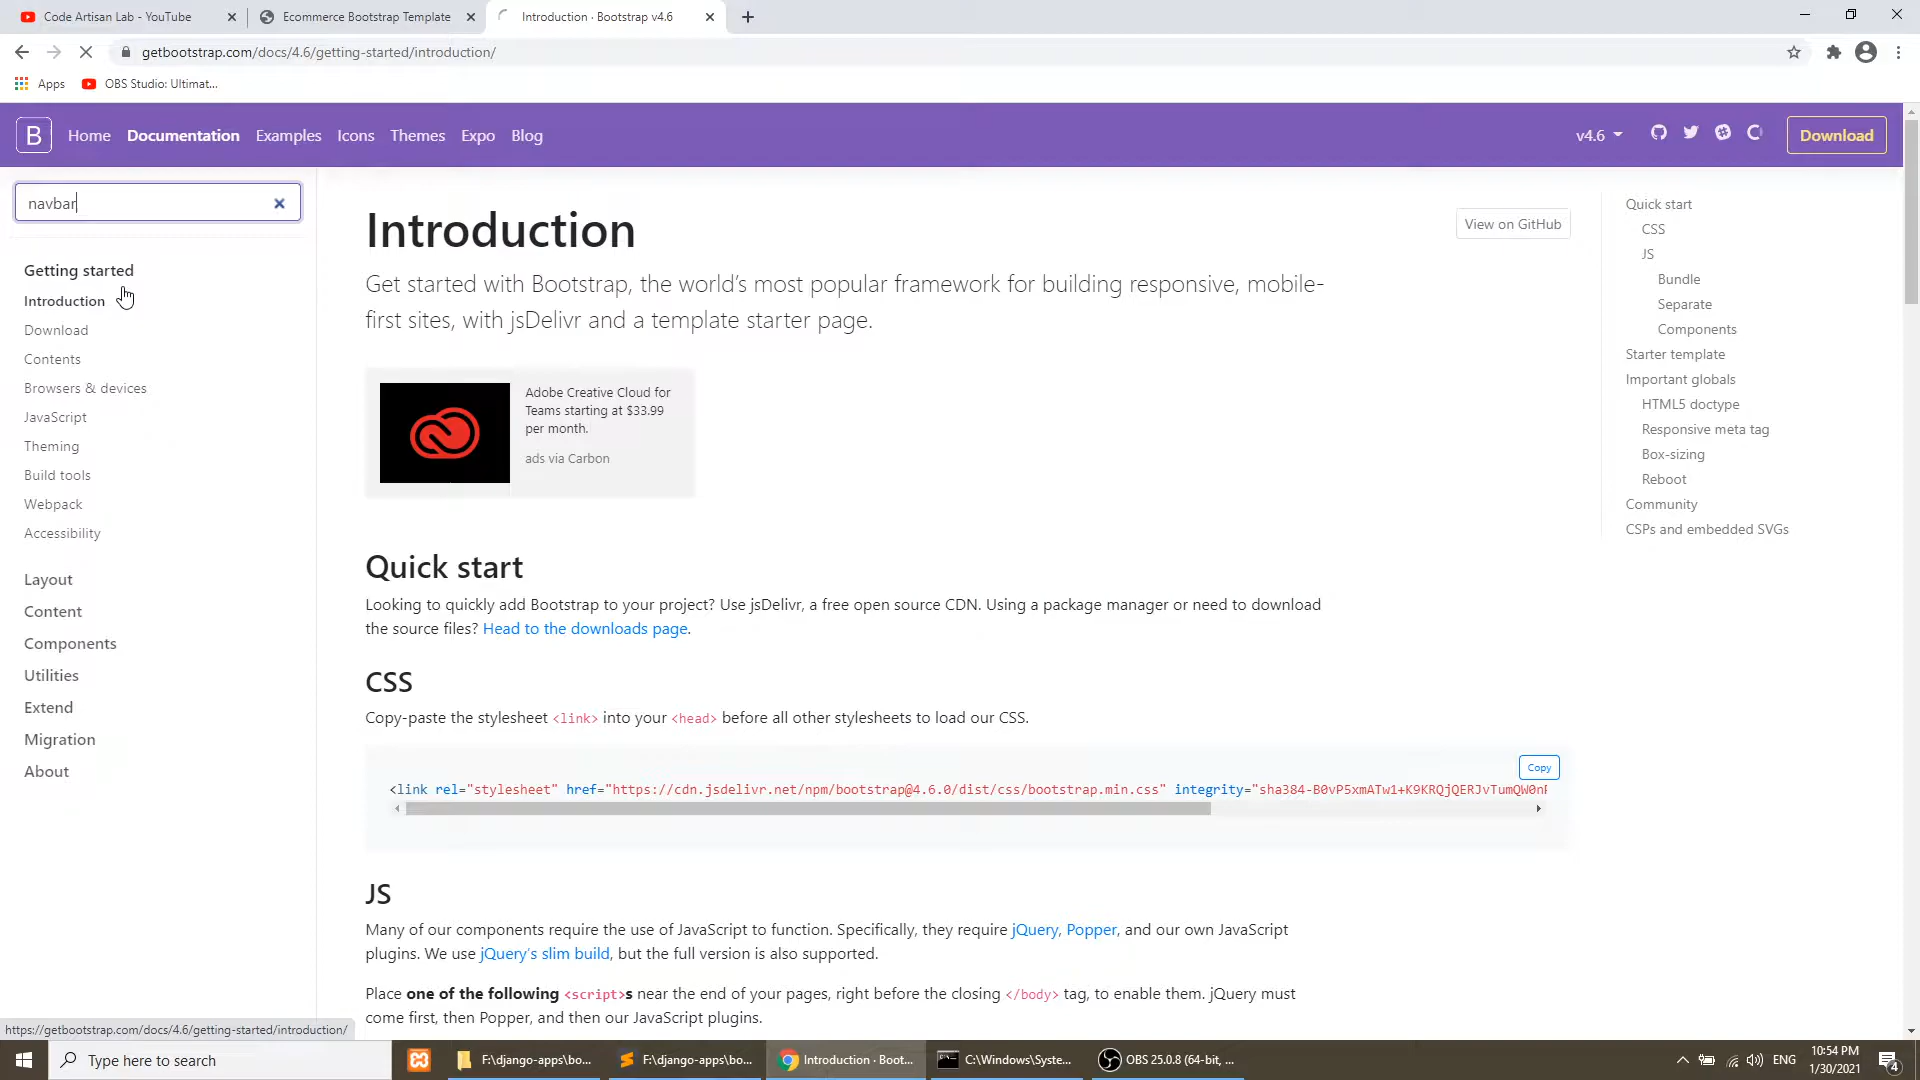 Code Artisan Lab - YouTube
Ecommerce Bootstrap Template
Introduction · Bootstrap v4.6
getbootstrap.com/docs/4.6/getting-started/introduction/
Apps
OBS Studio: Ultimat...
B
Home
Documentation
Examples
Icons
Themes
Expo
Blog
v4.6
Download
navbar
Getting started
Introduction
Download
Contents
Browsers & devices
JavaScript
Theming
Build tools
Webpack
Accessibility
Layout
Content
Components
Utilities
Extend
Migration
About
Introduction
View on GitHub
Get started with Bootstrap, the world’s most popular framework for building responsive, mobile-
first sites, with jsDelivr and a template starter page.
Adobe Creative Cloud for
Teams starting at $33.99
per month.
ads via Carbon
Quick start
Looking to quickly add Bootstrap to your project? Use jsDelivr, a free open source CDN. Using a package manager or need to download
the source files? Head to the downloads page.
CSS
Copy-paste the stylesheet <link> into your <head> before all other stylesheets to load our CSS.
Copy
<link rel="stylesheet" href="https://cdn.jsdelivr.net/npm/bootstrap@4.6.0/dist/css/bootstrap.min.css" integrity="sha384-B0vP5xmATw1+K9KRQjQERJvTumQW0nP
JS
Many of our components require the use of JavaScript to function. Specifically, they require jQuery, Popper, and our own JavaScript
plugins. We use jQuery’s slim build, but the full version is also supported.
Place one of the following <script>s near the end of your pages, right before the closing </body> tag, to enable them. jQuery must
come first, then Popper, and then our JavaScript plugins.
Quick start
CSS
JS
Bundle
Separate
Components
Starter template
Important globals
HTML5 doctype
Responsive meta tag
Box-sizing
Reboot
Community
CSPs and embedded SVGs
https://getbootstrap.com/docs/4.6/getting-started/introduction/
Type here to search
F:\django-apps\bo...
F:\django-apps\bo...
Introduction · Boot...
C:\Windows\Syste...
OBS 25.0.8 (64-bit, ...
ENG
10:54 PM
1/30/2021
4